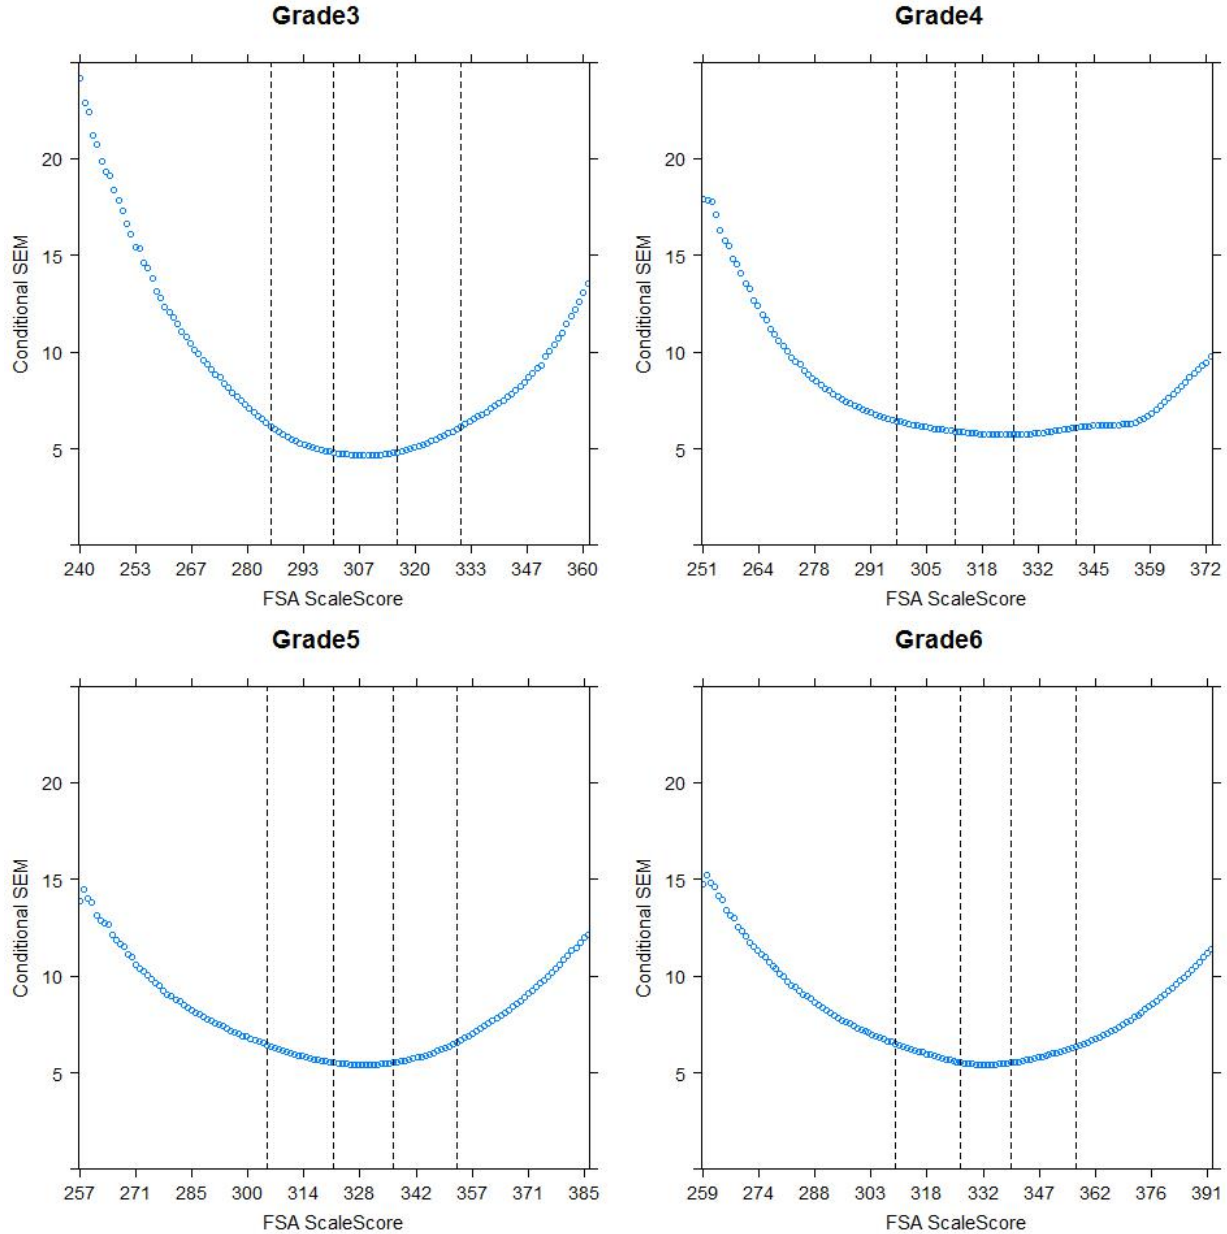 Grade3
Conditional SEM
20
15
10
5
240 253 267 280 293 307 320 333 347 360
FSA ScaleScore
Grade4
Conditional SEM
20
15
10
5
251 264 278 291 305 318 332 345 359 372
FSA ScaleScore
Grade5
Conditional SEM
20
15
10
5
257 271 285 300 314 328 342 357 371 385
FSA ScaleScore
Grade6
Conditional SEM
20
15
10
5
259 274 288 303 318 332 347 362 376 391
FSA ScaleScore